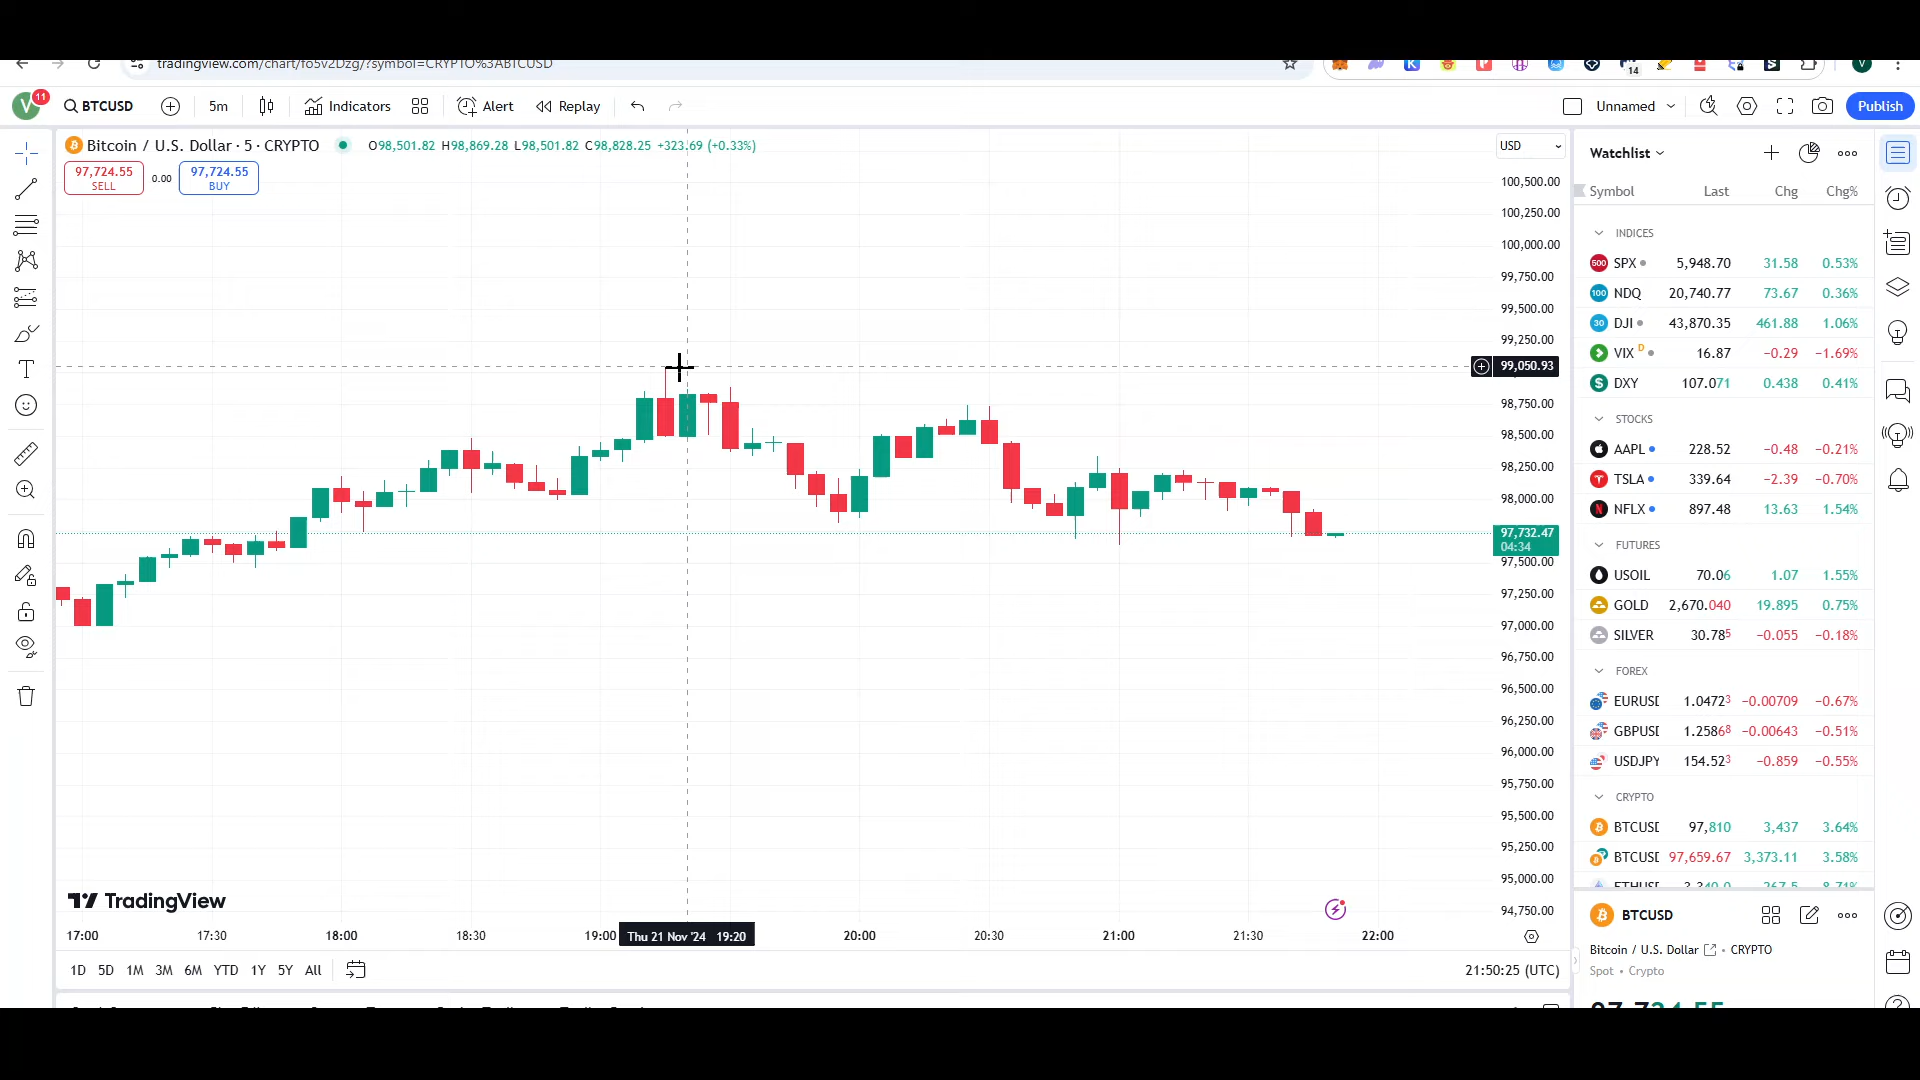 tradingview.com/chart/fo5v2Dzg/?symbol=CRYPTO%3ABTCUSD
14
V
V
11
BTCUSD
5m
Indicators
Alert
Replay
Unnamed
Publish
Bitcoin / U.S. Dollar · 5 · CRYPTO
O98,501.82 H98,869.28 L98,501.82 C98,828.25 +323.69 (+0.33%)
97,724.55
SELL
0.00
97,724.55
BUY
USD
100,500.00
100,250.00
100,000.00
99,750.00
99,500.00
99,250.00
99,050.93
98,750.00
98,500.00
98,250.00
98,000.00
97,732.47
04:34
97,500.00
97,250.00
97,000.00
96,750.00
96,500.00
96,250.00
96,000.00
95,750.00
95,500.00
95,250.00
95,000.00
94,750.00
TradingView
17:00 17:30 18:00 18:30 19:00 Thu 21 Nov '24 19:20 20:00 20:30 21:00 21:30 22:00
1D 5D 1M 3M 6M YTD 1Y 5Y All
21:50:25 (UTC)
Watchlist
Symbol Last Chg Chg%
INDICES
500 SPX 5,948.70 31.58 0.53%
100 NDQ 20,740.77 73.67 0.36%
30 DJI 43,870.35 461.88 1.06%
VIX D 16.87 −0.29 −1.69%
$ DXY 107.071 0.438 0.41%
STOCKS
AAPL 228.52 −0.48 −0.21%
TSLA 339.64 −2.39 −0.70%
NFLX 897.48 13.63 1.54%
FUTURES
USOIL 70.06 1.07 1.55%
GOLD 2,670.040 19.895 0.75%
SILVER 30.785 −0.055 −0.18%
FOREX
EURUSD 1.04723 −0.00709 −0.67%
GBPUSD 1.25868 −0.00643 −0.51%
USDJPY 154.523 −0.859 −0.55%
CRYPTO
BTCUSD 97,810 3,437 3.64%
BTCUSD 97,659.67 3,373.11 3.58%
BTCUSD
Bitcoin / U.S. Dollar • CRYPTO
Spot • Crypto
97,724.55